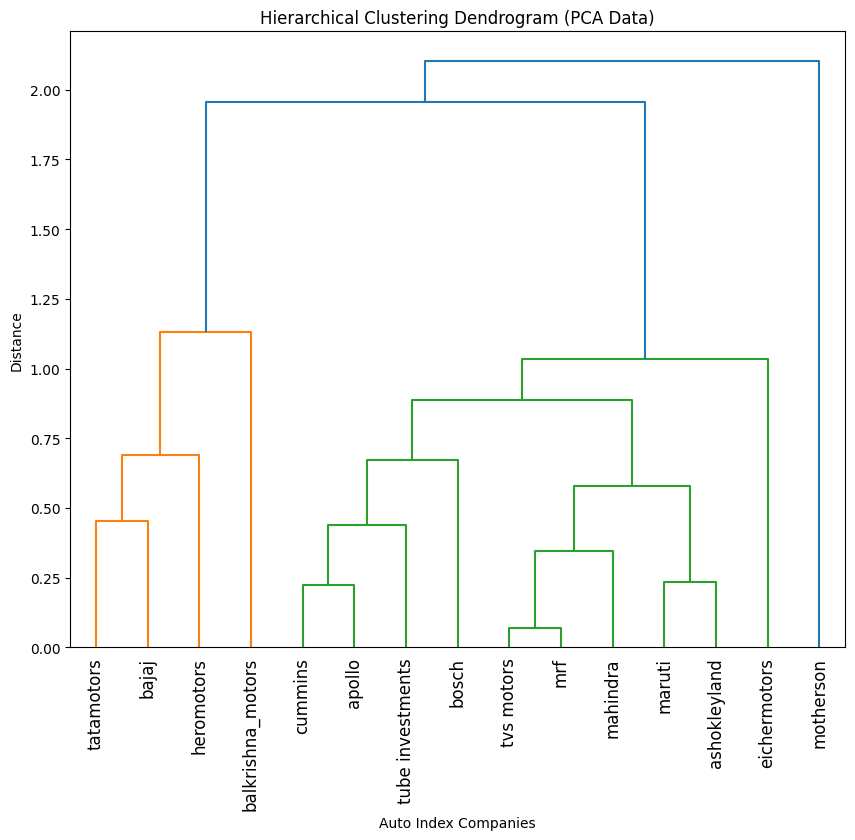 Hierarchical Clustering Dendrogram (PCA Data)
2.00
1.75
1.50
1.25
1.00
0.75
0.50
0.25
0.00
Distance
tatamotors
bajaj
heromotors
balkrishna_motors
cummins
apollo
tube investments
bosch
tvs motors
mrf
mahindra
maruti
ashokleyland
eichermotors
motherson
Auto Index Companies